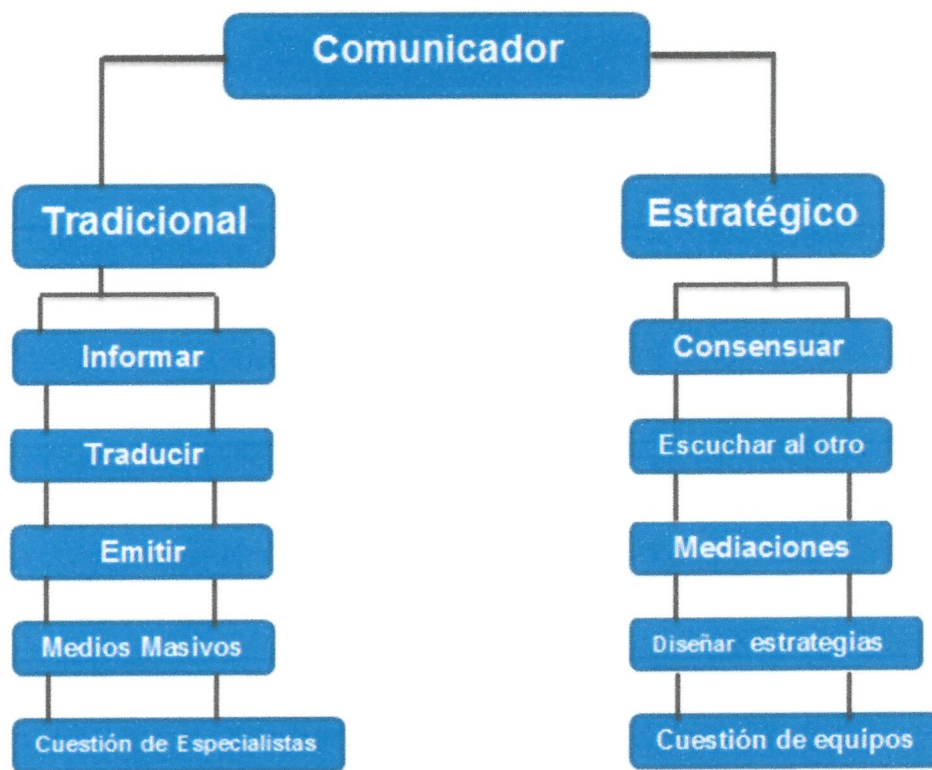 Comunicador
Tradicional
Informar
Traducir
Emitir
Medios Masivos
Cuestión de Especialistas
Estratégico
Consensuar
Escuchar al otro
Mediaciones
Diseñar estrategias
Cuestión de equipos